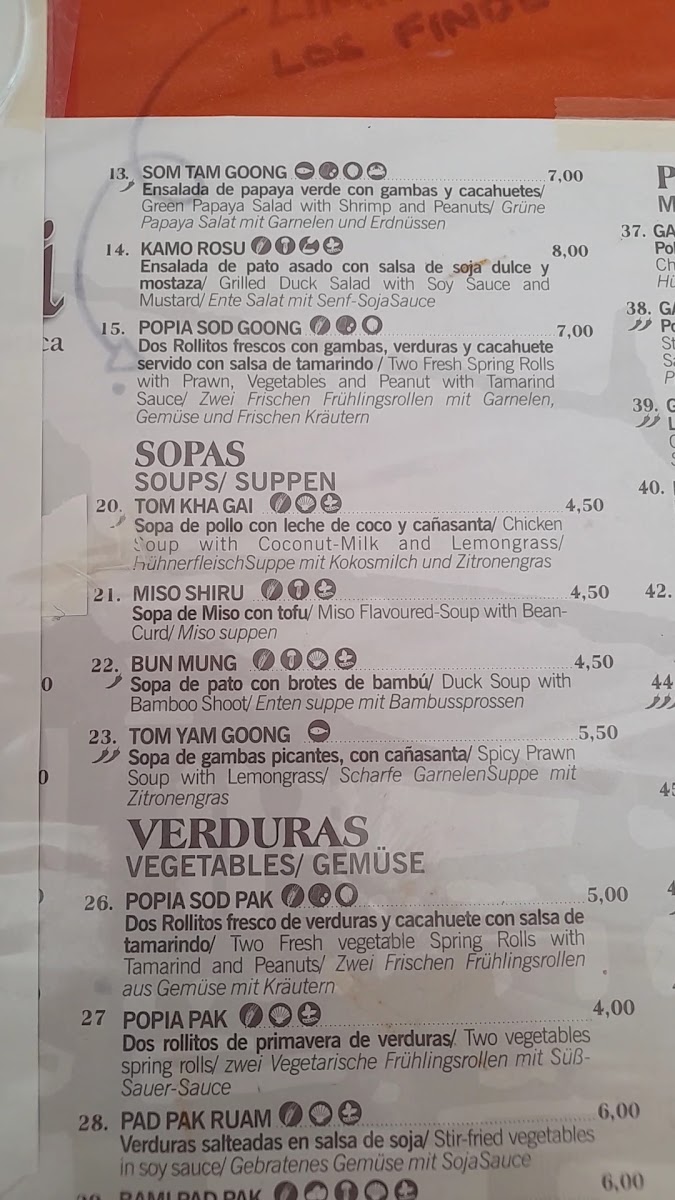 LOS FINDE
13. SOM TAM GOONG 7,00
Ensalada de papaya verde con gambas y cacahuetes/
Green Papaya Salad with Shrimp and Peanuts/ Grüne
Papaya Salat mit Garnelen und Erdnüssen
14. KAMO ROSU 8,00
Ensalada de pato asado con salsa de soja dulce y
mostaza/ Grilled Duck Salad with Soy Sauce and
Mustard/ Ente Salat mit Senf-SojaSauce
15. POPIA SOD GOONG 7,00
Dos Rollitos frescos con gambas, verduras y cacahuete
servido con salsa de tamarindo / Two Fresh Spring Rolls
with Prawn, Vegetables and Peanut with Tamarind
Sauce/ Zwei Frischen Frühlingsrollen mit Garnelen,
Gemüse und Frischen Kräutern
SOPAS
SOUPS/ SUPPEN
20. TOM KHA GAI 4,50
Sopa de pollo con leche de coco y cañasanta/ Chicken
Soup with Coconut-Milk and Lemongrass/
HühnerfleischSuppe mit Kokosmilch und Zitronengras
21. MISO SHIRU 4,50
Sopa de Miso con tofu/ Miso Flavoured-Soup with Bean-
Curd/ Miso suppen
22. BUN MUNG 4,50
Sopa de pato con brotes de bambú/ Duck Soup with
Bamboo Shoot/ Enten suppe mit Bambussprossen
23. TOM YAM GOONG 5,50
Sopa de gambas picantes, con cañasanta/ Spicy Prawn
Soup with Lemongrass/ Scharfe GarnelenSuppe mit
Zitronengras
VERDURAS
VEGETABLES/ GEMÜSE
26. POPIA SOD PAK 5,00
Dos Rollitos fresco de verduras y cacahuete con salsa de
tamarindo/ Two Fresh vegetable Spring Rolls with
Tamarind and Peanuts/ Zwei Frischen Frühlingsrollen
aus Gemüse mit Kräutern
27 POPIA PAK 4,00
Dos rollitos de primavera de verduras/ Two vegetables
spring rolls/ zwei Vegetarische Frühlingsrollen mit Süß-
Sauer-Sauce
28. PAD PAK RUAM 6,00
Verduras salteadas en salsa de soja/ Stir-fried vegetables
in soy sauce/ Gebratenes Gemüse mit SojaSauce
BAMI PAD PAK 6,00
37. GA
38. GA
39. G
40.
42.
44